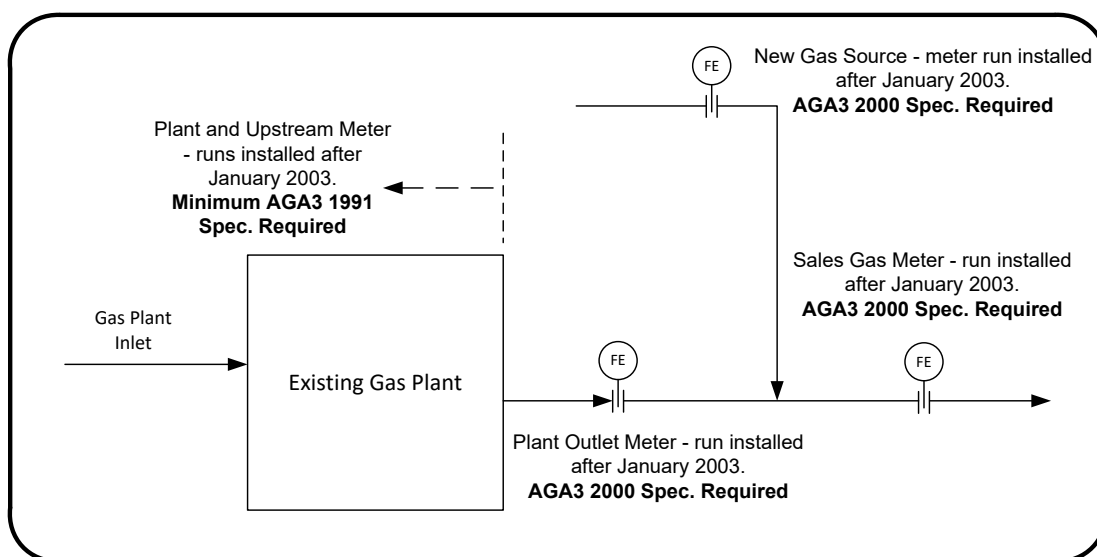 FE
New Gas Source - meter run installed
after January 2003.
AGA3 2000 Spec. Required
Plant and Upstream Meter
- runs installed after
January 2003.
Minimum AGA3 1991
Spec. Required
Sales Gas Meter - run installed
after January 2003.
AGA3 2000 Spec. Required
Gas Plant
Inlet
Existing Gas Plant
FE
FE
Plant Outlet Meter - run installed
after January 2003.
AGA3 2000 Spec. Required